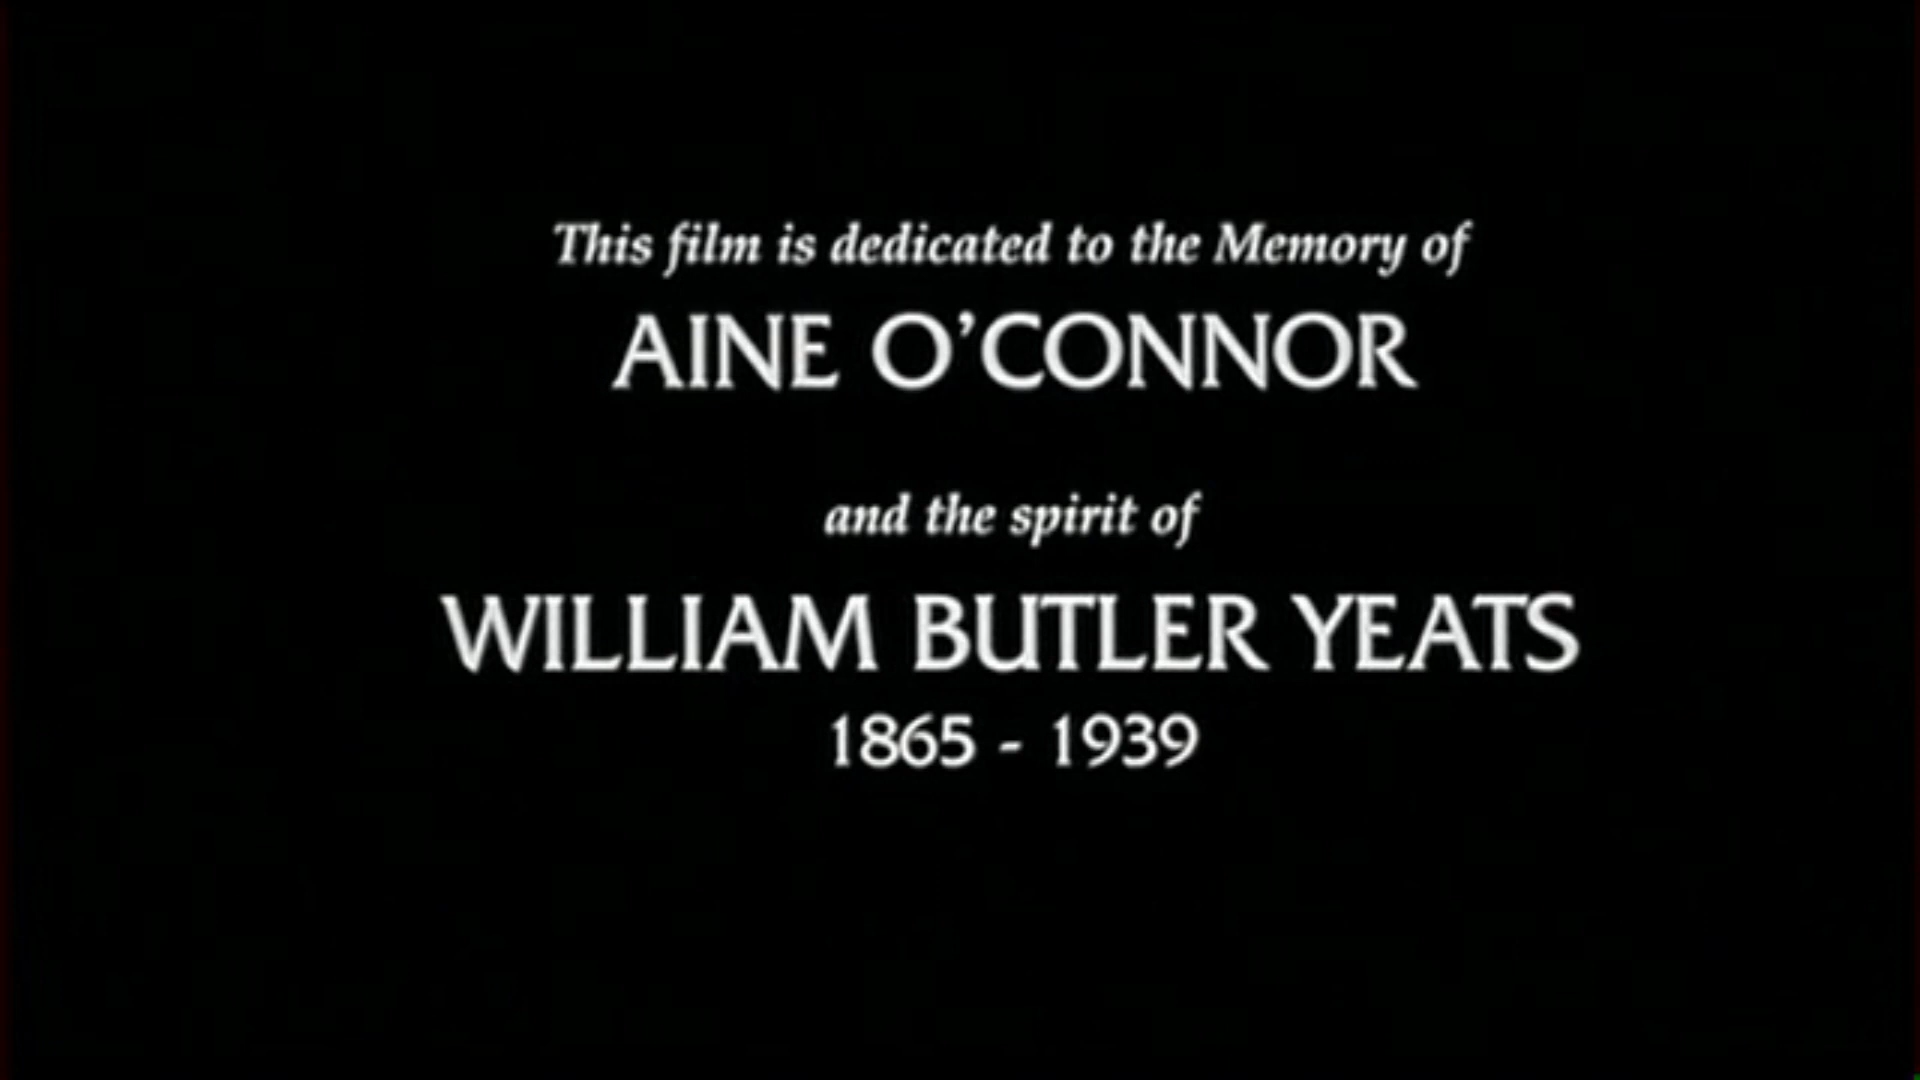 This film is dedicated to the Memory of
AINE O'CONNOR
and the spirit of
WILLIAM BUTLER YEATS
1865 - 1939